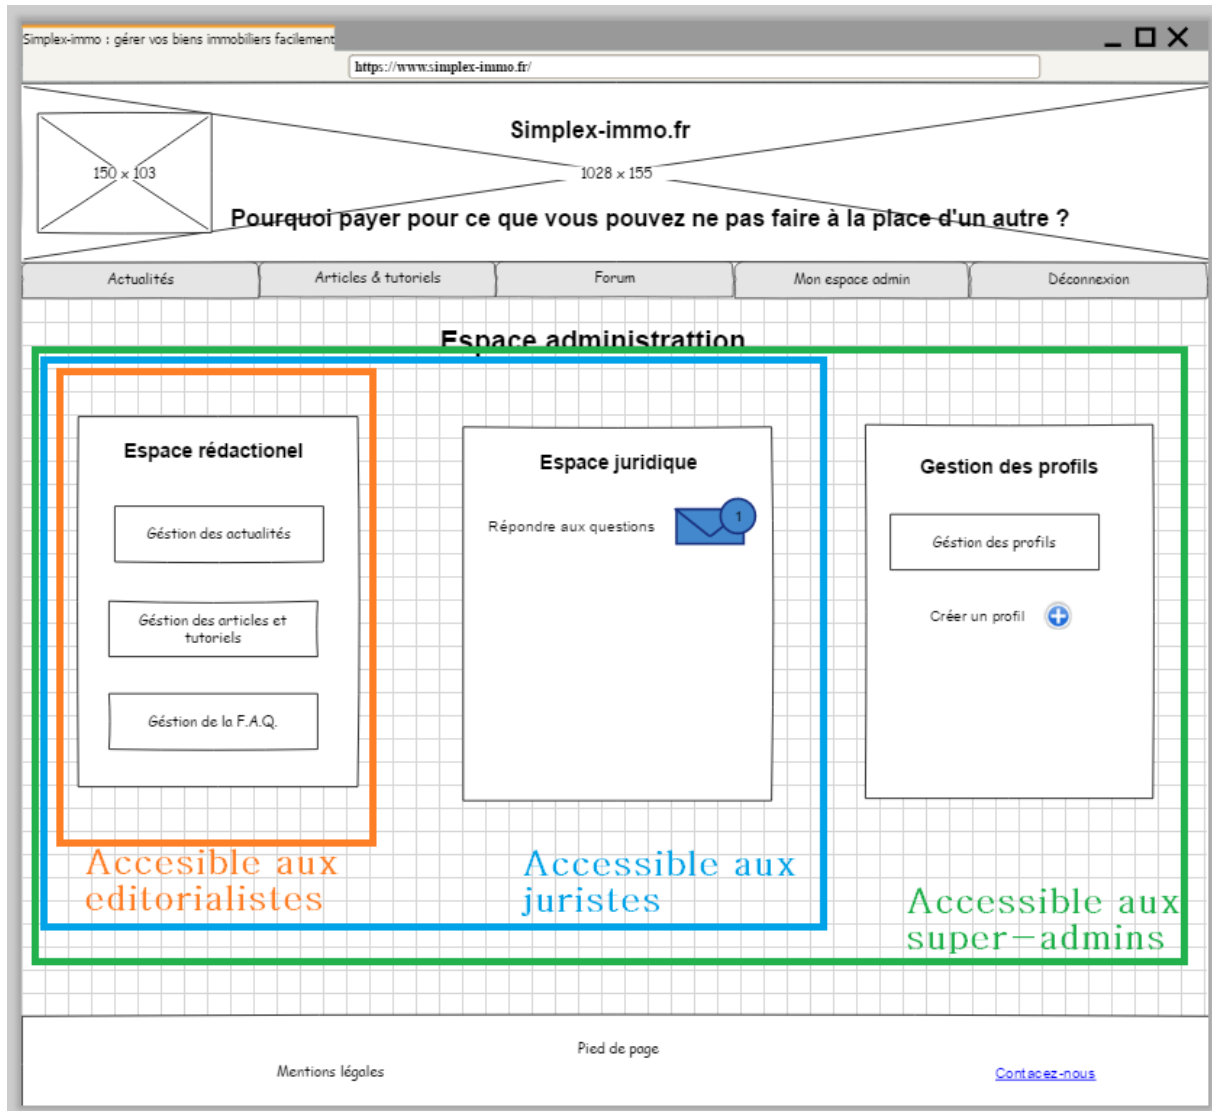 Simplex-immo : gérer vos biens immobiliers facilement
https://www.simplex-immo.fr/
Simplex-immo.fr
150 x 103
1028 x 155
Pourquoi payer pour ce que vous pouvez ne pas faire à la place d'un autre ?
Actualités
Articles & tutoriels
Forum
Mon espace admin
Déconnexion
Espace administrattion
Espace rédactionel
Géstion des actualités
Géstion des articles et
tutoriels
Géstion de la F.A.Q.
Accesible aux
editorialistes
Espace juridique
Répondre aux questions
1
Accessible aux
juristes
Gestion des profils
Géstion des profils
Créer un profil
Accessible aux
super-admins
Pied de page
Mentions légales
Contacez-nous